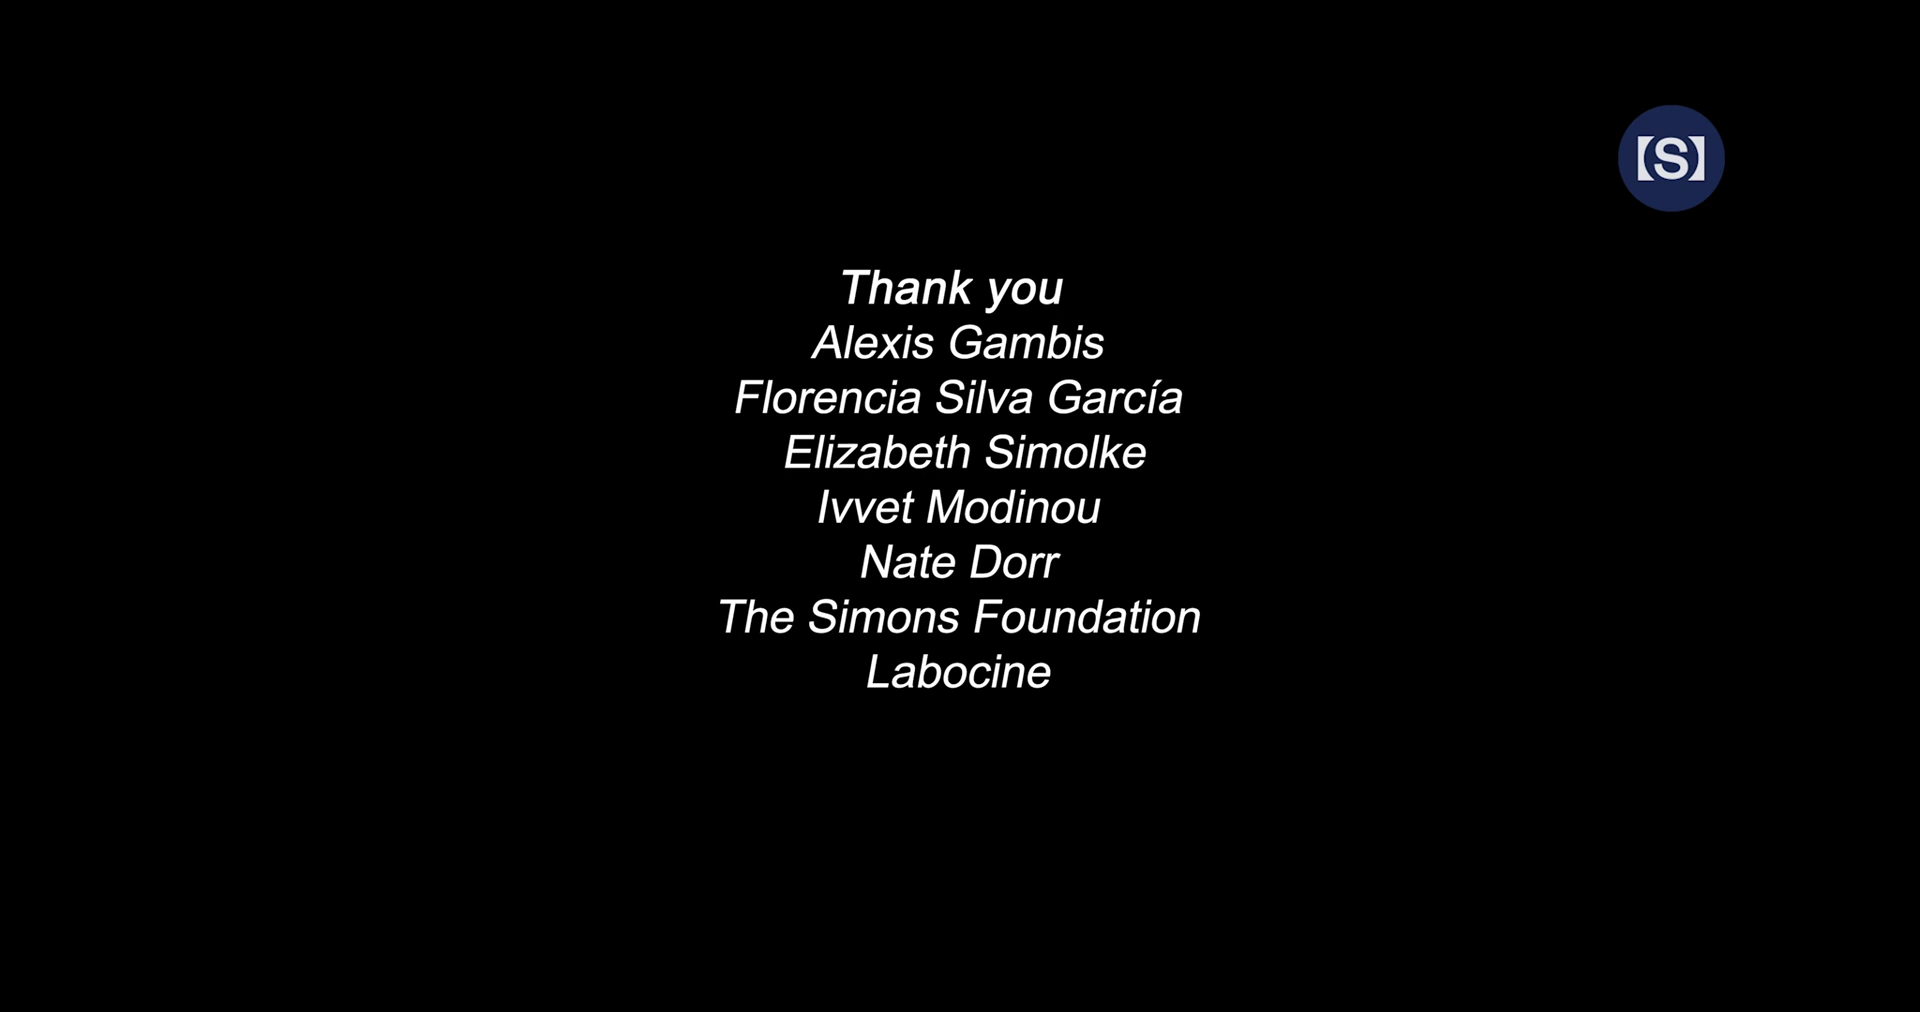 [S]
Thank you
Alexis Gambis
Florencia Silva García
Elizabeth Simolke
Ivvet Modinou
Nate Dorr
The Simons Foundation
Labocine